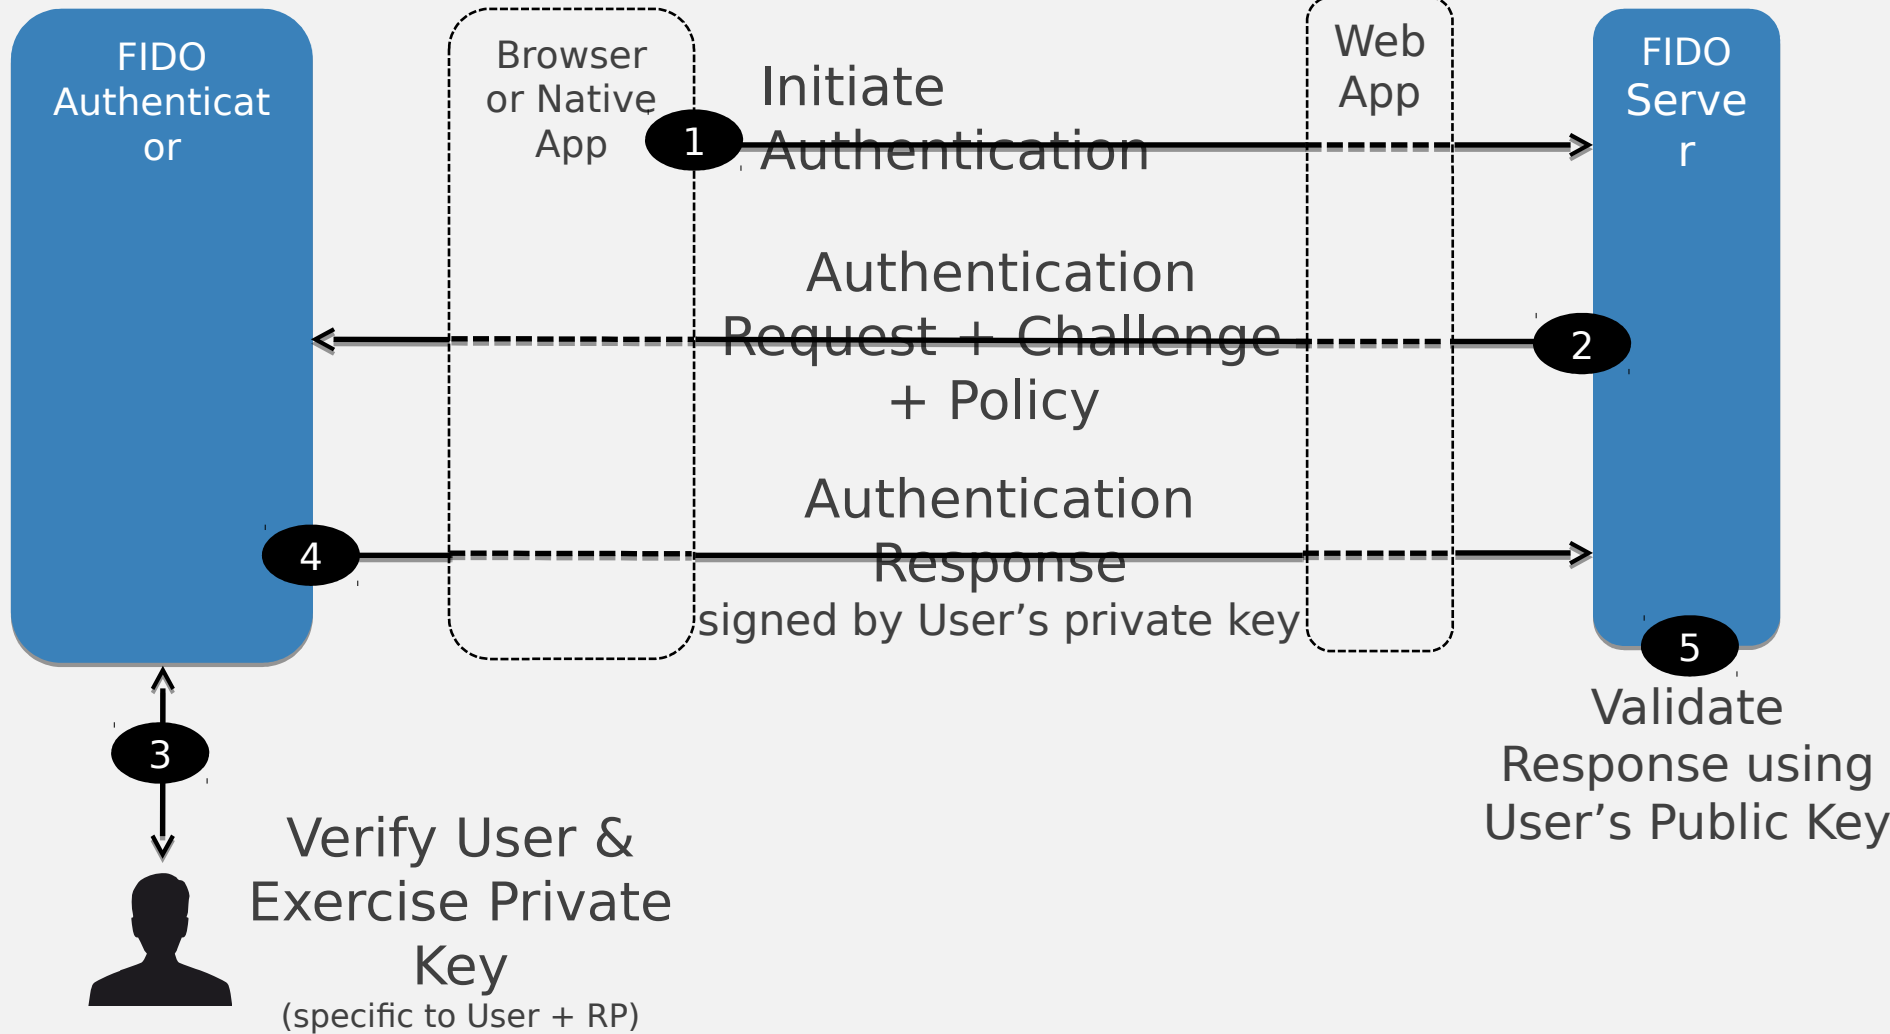 FIDO
Authenticat
or
Browser
or Native
App
Web
App
FIDO
Serve
r
1
Initiate
Authentication
Authentication
Request + Challenge
+ Policy
2
Authentication
Response
signed by User’s private key
4
5
Validate
Response using
User’s Public Key
3
Verify User &
Exercise Private
Key
(specific to User + RP)